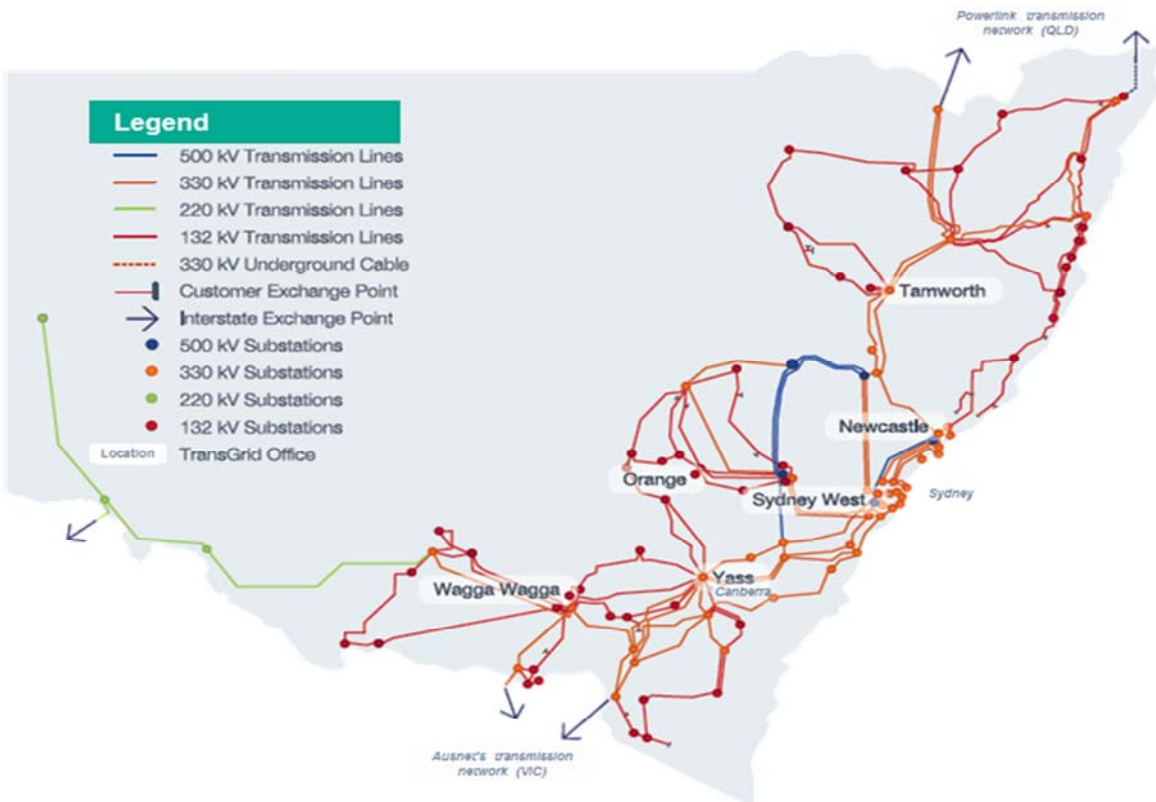 Powerlink transmission
network (QLD)
Legend
500 kV Transmission Lines
330 kV Transmission Lines
220 kV Transmission Lines
132 kV Transmission Lines
330 kV Underground Cable
Customer Exchange Point
Interstate Exchange Point
500 kV Substations
330 kV Substations
220 kV Substations
132 kV Substations
Location TransGrid Office
Tamworth
Newcastle
Orange
Sydney West
Sydney
Yass
Canberra
Wagga Wagga
Ausnet's transmission
network (VIC)